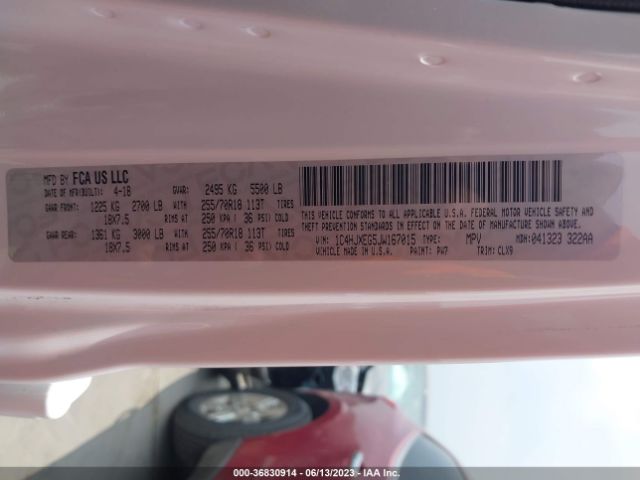 MFD BY FCA US LLC
DATE OF MFR(BUILT): 4-18 GVWR: 2495 KG 5500 LB
GAWR FRONT: 1225 KG 2700 LB WITH 255/70R18 113T TIRES
18X7.5 RIMS AT 250 KPA( 36 PSI) COLD
GAWR REAR: 1361 KG 3000 LB WITH 255/70R18 113T TIRES
18X7.5 RIMS AT 250 KPA( 36 PSI) COLD
THIS VEHICLE CONFORMS TO ALL APPLICABLE U.S.A. FEDERAL MOTOR VEHICLE SAFETY AND
THEFT PREVENTION STANDARDS IN EFFECT ON THE DATE OF MANUFACTURE SHOWN ABOVE.
VIN: 1C4HJXEG5JW167015 TYPE: MPV MDH: 041323 322AA
VEHICLE MADE IN U.S.A. PAINT: PW7 TRIM: CLX9
000-36830914 - 06/13/2023 - IAA Inc.